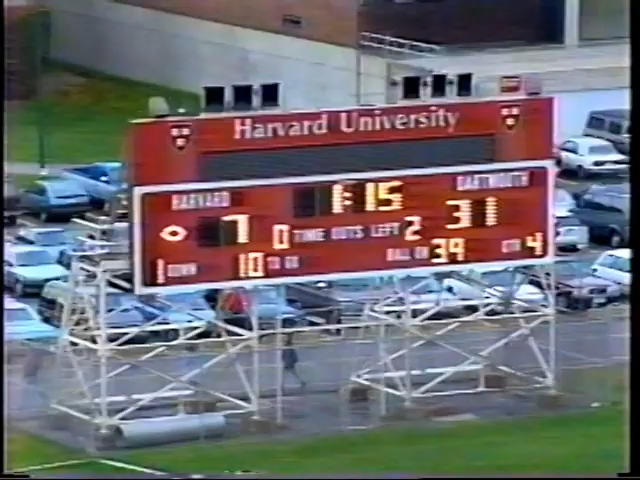 Harvard University
HARVARD 1:15 DARTMOUTH
7 0 TIME OUTS LEFT 2 31
1 DOWN 10 TO GO BALL ON 39 QTR 4